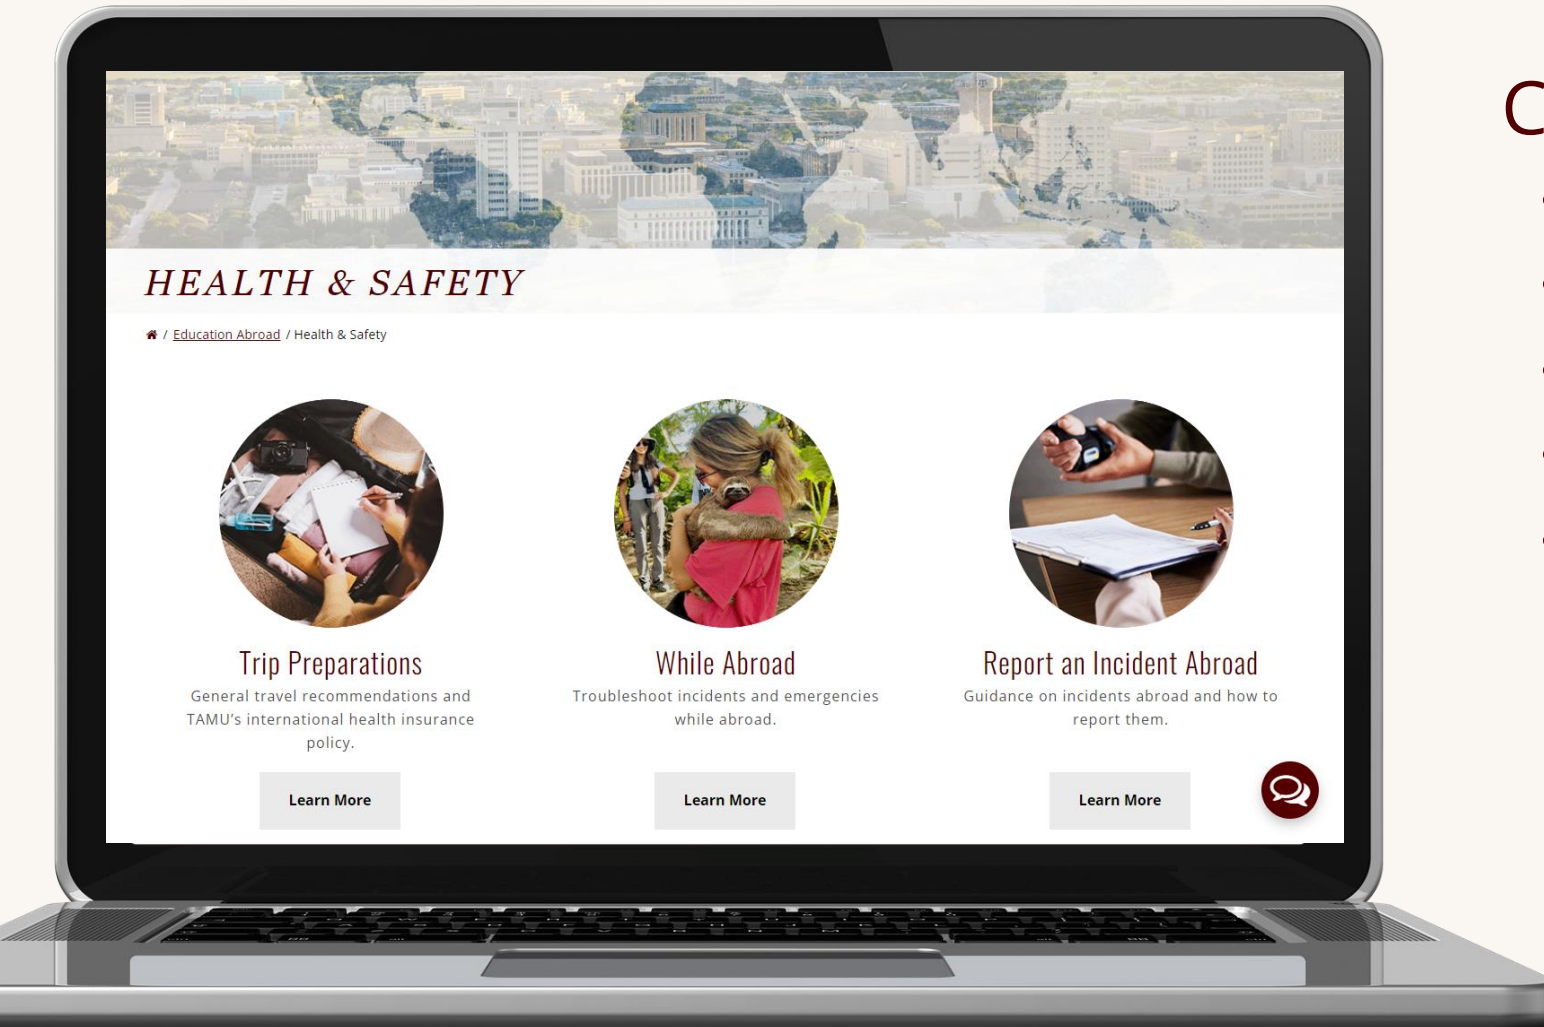 HEALTH & SAFETY
/ Education Abroad / Health & Safety
Trip Preparations
General travel recommendations and
TAMU's international health insurance
policy.
Learn More
While Abroad
Troubleshoot incidents and emergencies
while abroad.
Learn More
Report an Incident Abroad
Guidance on incidents abroad and how to
report them.
Learn More